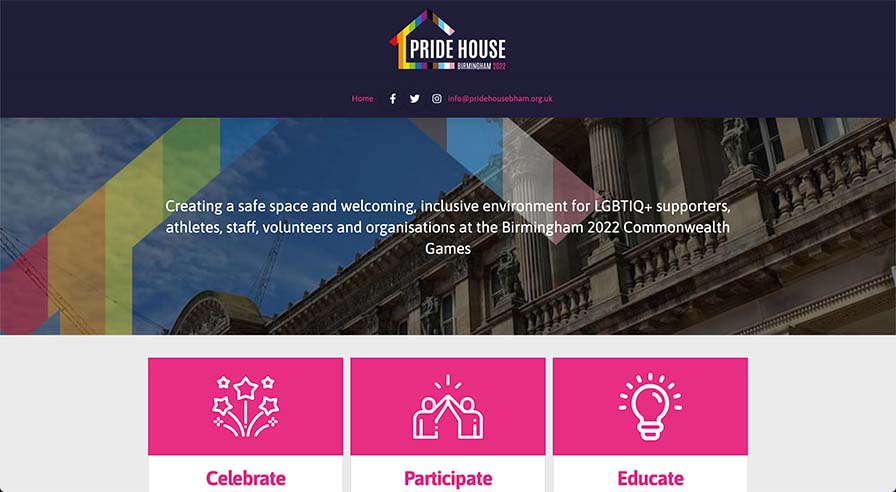 PRIDE HOUSE
BIRMINGHAM 2022
Home info@pridehousebham.org.uk
Creating a safe space and welcoming, inclusive environment for LGBTIQ+ supporters,
athletes, staff, volunteers and organisations at the Birmingham 2022 Commonwealth
Games
Celebrate Participate Educate